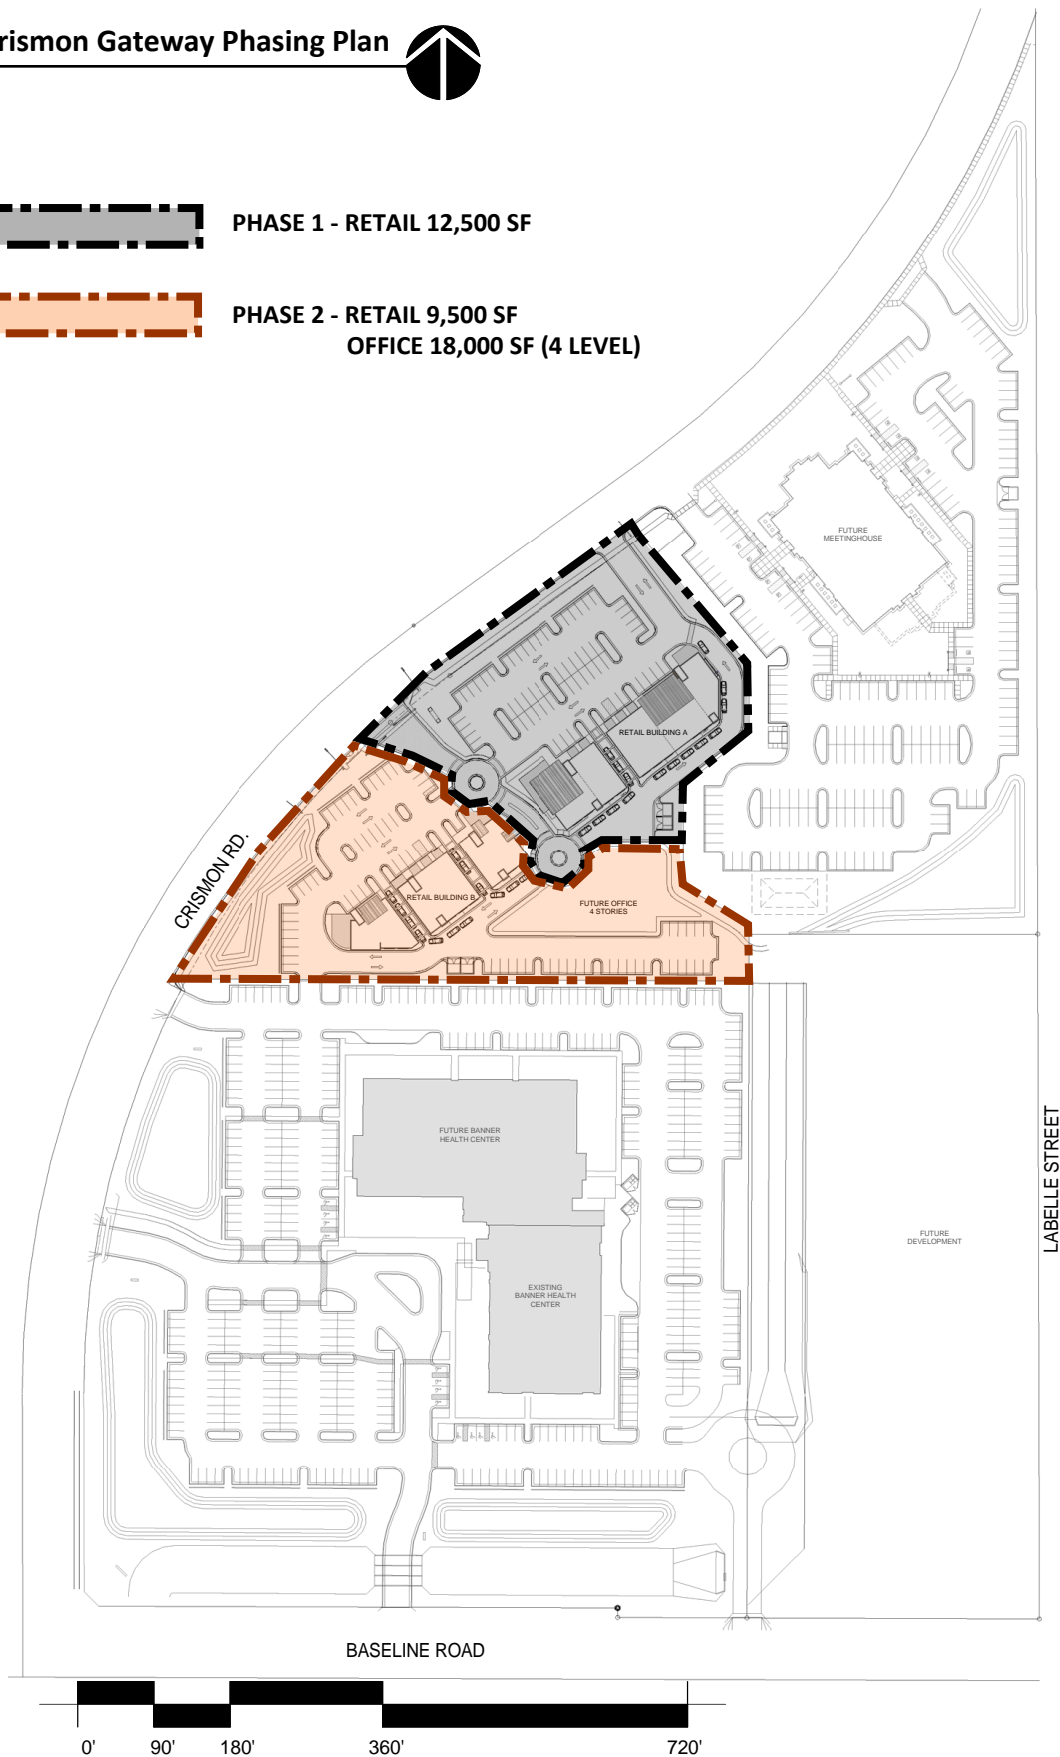 rismon Gateway Phasing Plan
PHASE 1 - RETAIL 12,500 SF
PHASE 2 - RETAIL 9,500 SF
OFFICE 18,000 SF (4 LEVEL)
FUTURE
MEETINGHOUSE
RETAIL BUILDING A
CRISMON RD.
RETAIL BUILDING B
FUTURE OFFICE
4 STORIES
FUTURE BANNER
HEALTH CENTER
LABELLE STREET
FUTURE
DEVELOPMENT
EXISTING
BANNER HEALTH
CENTER
BASELINE ROAD
0' 90' 180' 360' 720'